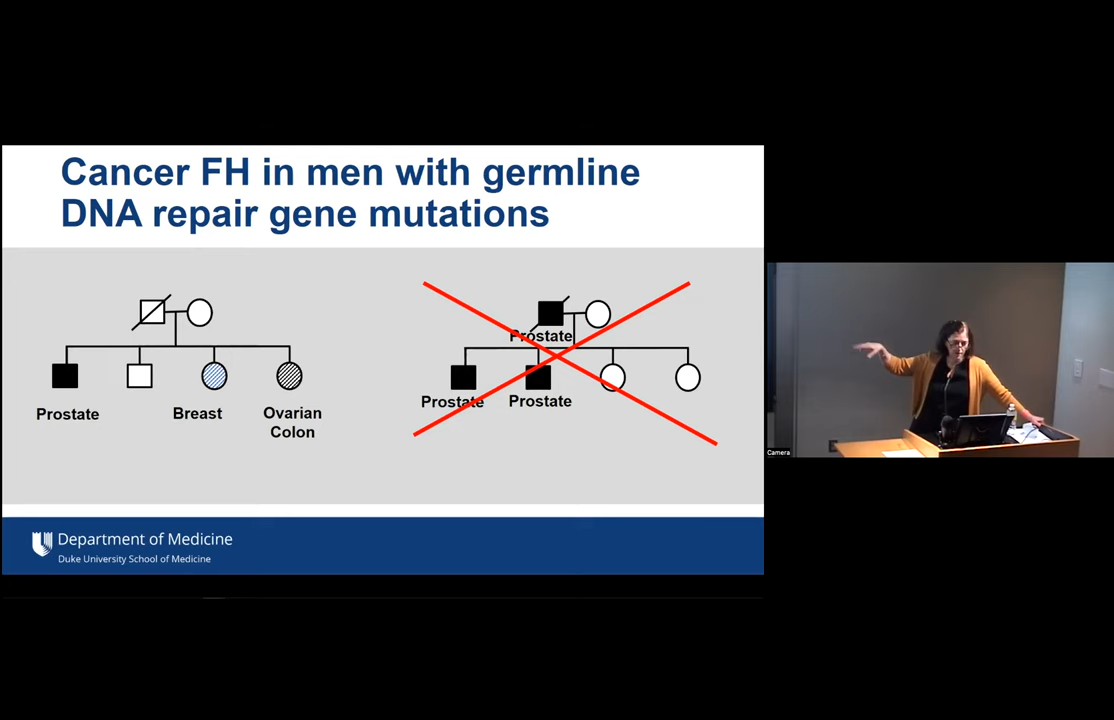 Cancer FH in men with germline
DNA repair gene mutations
Prostate
Breast
Ovarian
Colon
Prostate
Prostate
Prostate
Department of Medicine
Duke University School of Medicine
Camera